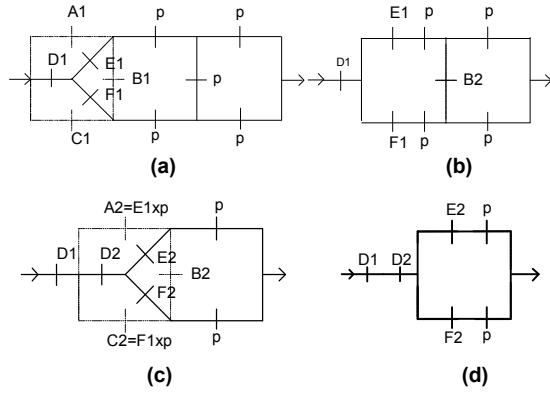 A1 p p
D1 E1 B1 p
F1
C1 p p
(a)
E1 p p
D1 B2
F1 p p
(b)
A2=E1xp p
D1 D2 E2 B2
F2
C2=F1xp p
(c)
E2 p
D1 D2
F2 p
(d)